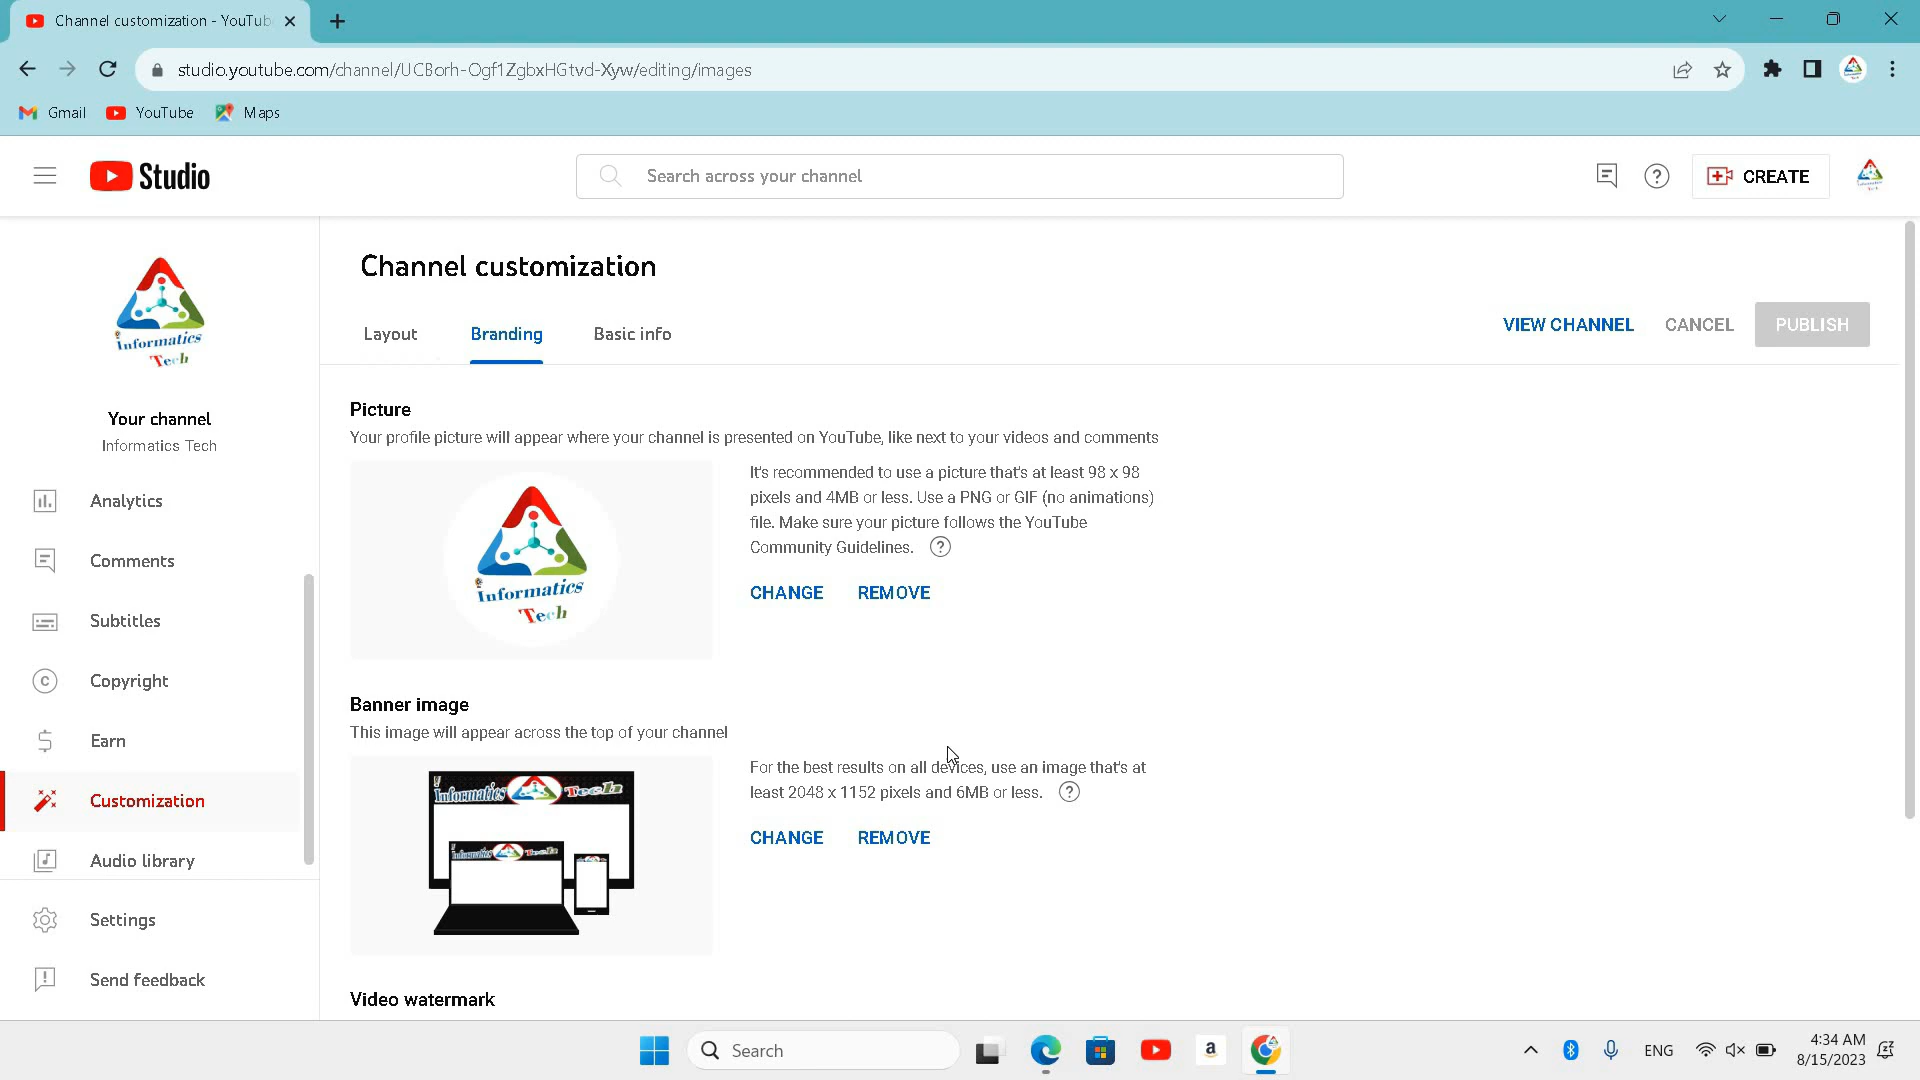 Channel customization - YouTub
studio.youtube.com/channel/UCBorh-Ogf1ZgbxHGtvd-Xyw/editing/images
Gmail YouTube Maps
Studio
Search across your channel
CREATE
Informatics
Tech
Your channel
Informatics Tech
Analytics
Comments
Subtitles
Copyright
Earn
Customization
Audio library
Settings
Send feedback
Channel customization
Layout Branding Basic info
VIEW CHANNEL CANCEL PUBLISH
Picture
Your profile picture will appear where your channel is presented on YouTube, like next to your videos and comments
Informatics
Tech
It's recommended to use a picture that's at least 98 x 98
pixels and 4MB or less. Use a PNG or GIF (no animations)
file. Make sure your picture follows the YouTube
Community Guidelines.
CHANGE REMOVE
Banner image
This image will appear across the top of your channel
Informatics Tech
Informatics Tech
For the best results on all devices, use an image that's at
least 2048 x 1152 pixels and 6MB or less.
CHANGE REMOVE
Video watermark
Search
ENG
4:34 AM
8/15/2023